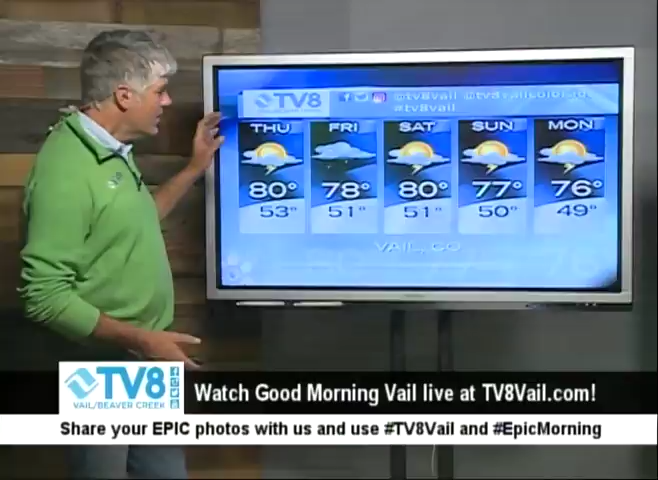 TV8
@tv8vail @tv8vailcolorado
#tv8vail
THU FRI SAT SUN MON
80° 78° 80° 77° 76°
53° 51° 51° 50° 49°
VAIL, CO
TV8
VAIL/BEAVER CREEK
Watch Good Morning Vail live at TV8Vail.com!
Share your EPIC photos with us and use #TV8Vail and #EpicMorning